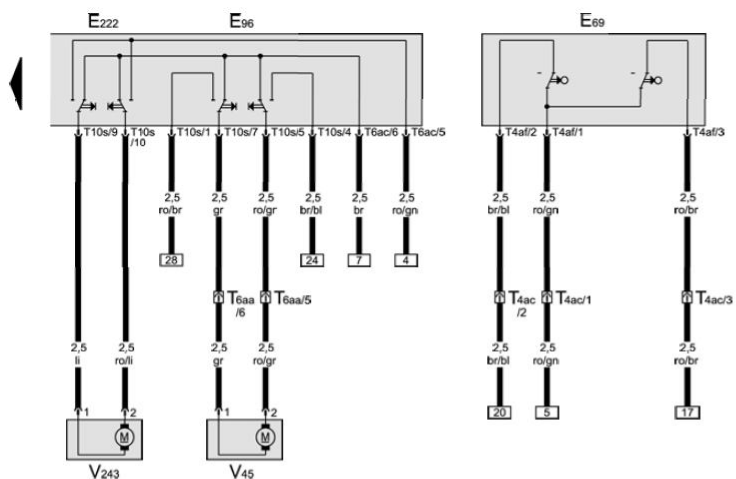 E222 E96 E69
T10s/9 T10s/10 T10s/1 T10s/7 T10s/5 T10s/4 T6ac/6 T6ac/5 T4af/2 T4af/1 T4af/3
2,5 2,5 2,5 2,5 2,5 2,5 2,5 2,5 2,5
ro/br gr ro/gr br/bl br ro/gn br/bl ro/gn ro/br
28 24 7 4
T6aa/6 T6aa/5 T4ac/2 T4ac/1 T4ac/3
2,5 2,5 2,5 2,5 2,5 2,5 2,5
li ro/li gr ro/gr br/bl ro/gn ro/br
1 2 1 2 20 5 17
M M
V243 V45